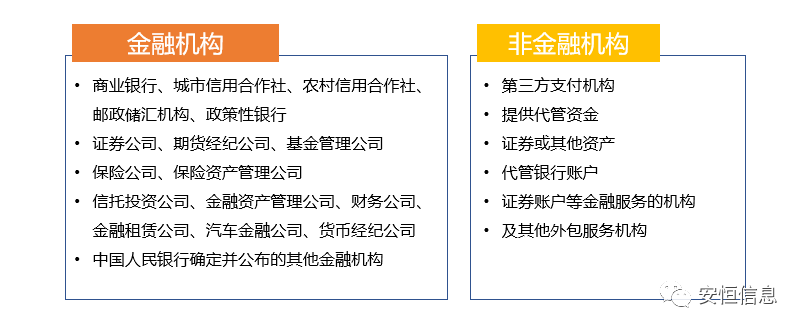 金融机构
• 商业银行、城市信用合作社、农村信用合作社、
邮政储汇机构、政策性银行
• 证券公司、期货经纪公司、基金管理公司
• 保险公司、保险资产管理公司
• 信托投资公司、金融资产管理公司、财务公司、
金融租赁公司、汽车金融公司、货币经纪公司
• 中国人民银行确定并公布的其他金融机构
非金融机构
• 第三方支付机构
• 提供代管资金
• 证券或其他资产
• 代管银行账户
• 证券账户等金融服务的机构
• 及其他外包服务机构
安恒信息